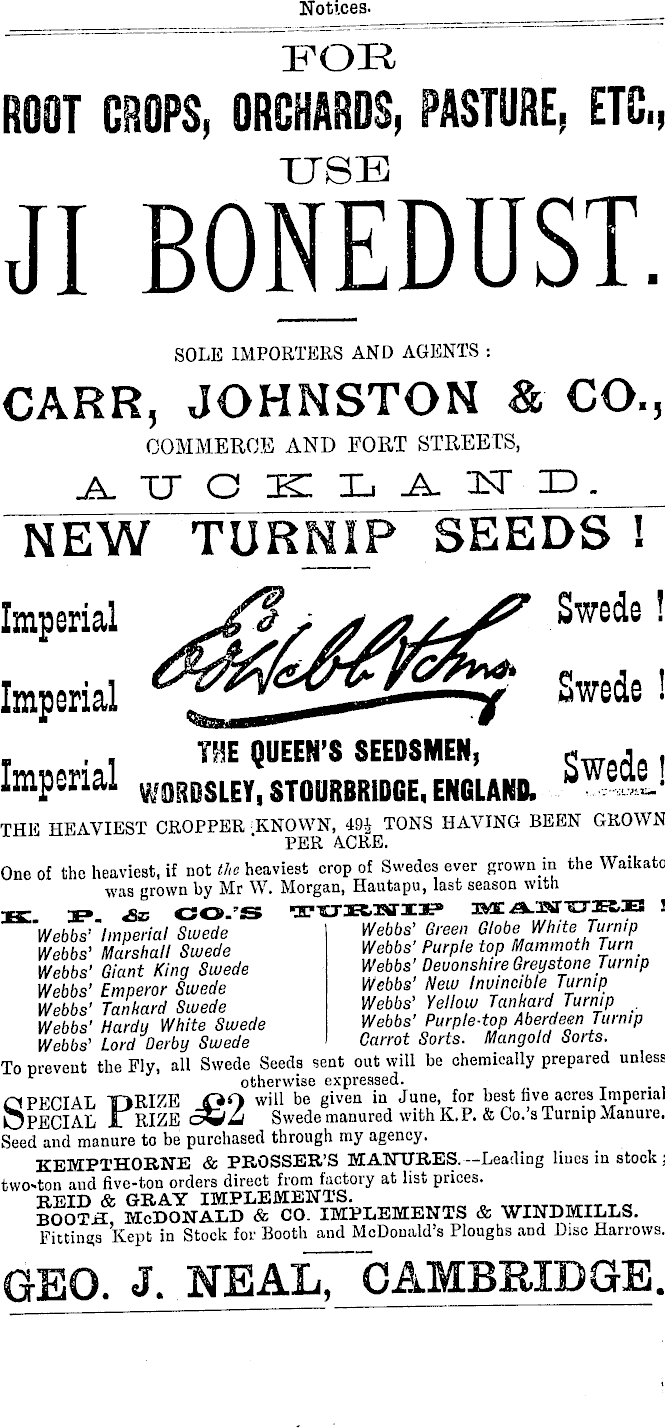 Notices.
FOR
ROOT CROPS, ORCHARDS, PASTURE, ETC.,
USE
JI BONEDUST.
SOLE IMPORTERS AND AGENTS :
CARR, JOHNSTON & CO.,
COMMERCE AND FORT STREETS,
AUCKLAND.
NEW TURNIP SEEDS !
Imperial Swede !
Imperial Swede !
Imperial Swede !
Webb & Sons.
THE QUEEN'S SEEDSMEN,
WORDSLEY, STOURBRIDGE, ENGLAND.
THE HEAVIEST CROPPER KNOWN, 49½ TONS HAVING BEEN GROWN
PER ACRE.
One of the heaviest, if not the heaviest crop of Swedes ever grown in the Waikato
was grown by Mr W. Morgan, Hautapu, last season with
K. P. & CO.'S TURNIP MANURE !
Webbs' Imperial Swede
Webbs' Marshall Swede
Webbs' Giant King Swede
Webbs' Emperor Swede
Webbs' Tankard Swede
Webbs' Hardy White Swede
Webbs' Lord Derby Swede
Webbs' Green Globe White Turnip
Webbs' Purple top Mammoth Turn
Webbs' Devonshire Greystone Turnip
Webbs' New Invincible Turnip
Webbs' Yellow Tankard Turnip
Webbs' Purple-top Aberdeen Turnip
Carrot Sorts. Mangold Sorts.
To prevent the Fly, all Swede Seeds sent out will be chemically prepared unless
otherwise expressed.
SPECIAL PRIZE £2 will be given in June, for best five acres Imperial
SPECIAL PRIZE £2 Swede manured with K.P. & Co.'s Turnip Manure.
Seed and manure to be purchased through my agency.
KEMPTHORNE & PROSSER'S MANURES.--Leading lines in stock ;
two-ton and five-ton orders direct from factory at list prices.
REID & GRAY IMPLEMENTS.
BOOTH, McDONALD & CO. IMPLEMENTS & WINDMILLS.
Fittings Kept in Stock for Booth and McDonald's Ploughs and Disc Harrows.
GEO. J. NEAL, CAMBRIDGE.